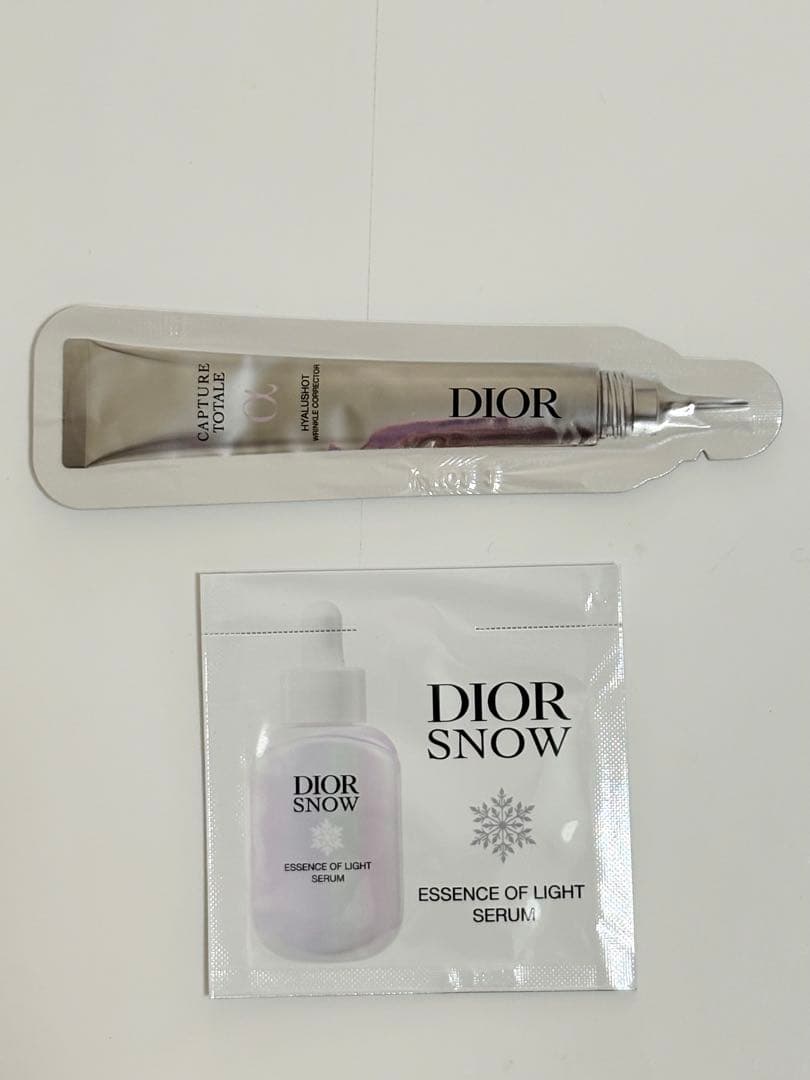 CAPTURE
TOTALE
α
HYALUSHOT
WRINKLE CORRECTOR
DIOR
DIOR
SNOW
ESSENCE OF LIGHT
SERUM
DIOR
SNOW
ESSENCE OF LIGHT
SERUM